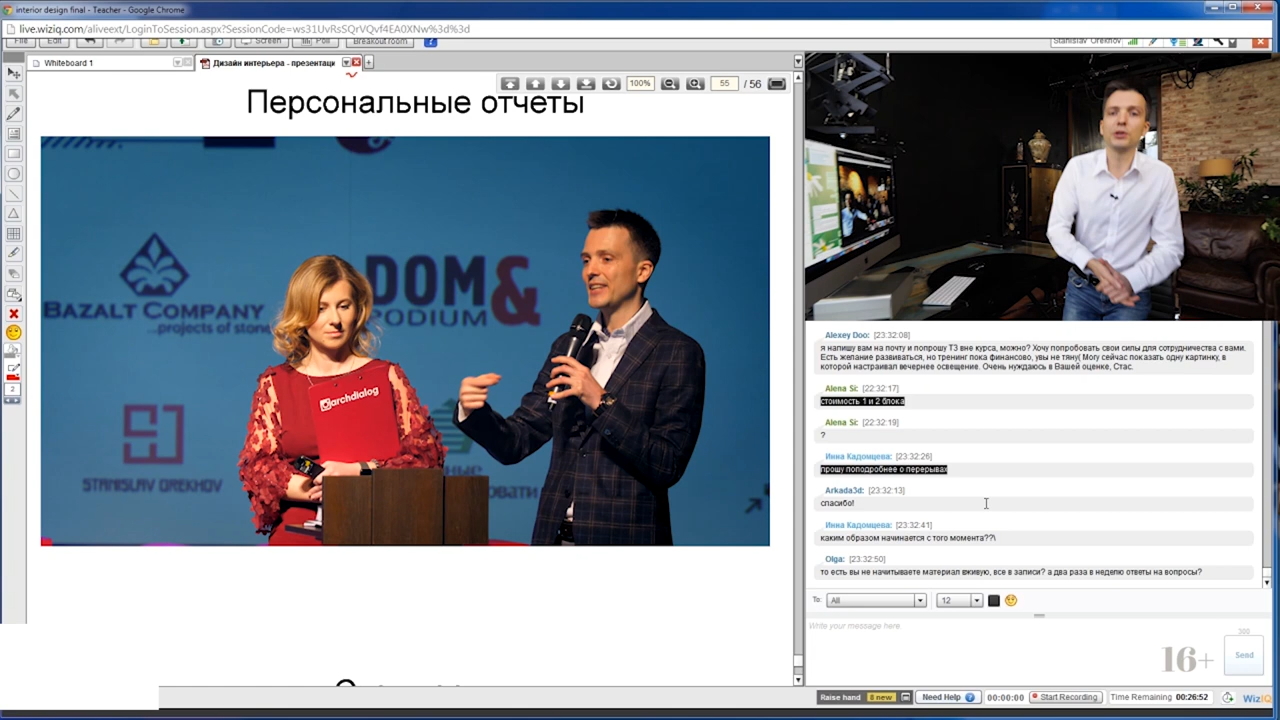 interior design final - Teacher - Google Chrome
live.wiziq.com/aliveext/LoginToSession.aspx?SessionCode=ws31UvRsSQrVQvf4EA0XNw%3d%3d
File Edit Screen Poll Breakout room
Stanislav Orekhov
Whiteboard 1
Дизайн интерьера - презентаци
100% 55 / 56
Персональные отчеты
BAZALT COMPANY
...projects of stone
DOM&
PODIUM
archdialog
STANISLAV OREKHOV
2
Alexey Doo: [23:32:08]
я напишу вам на почту и попрошу ТЗ вне курса, можно? Хочу попробовать свои силы для сотрудничества с вами.
Есть желание развиваться, но тренинг пока финансово, увы не тяну( Могу сейчас показать одну картинку, в
которой настраивал вечернее освещение. Очень нуждаюсь в Вашей оценке, Стас.
Alena Si: [22:32:17]
стоимость 1 и 2 блока
Alena Si: [22:32:19]
?
Инна Кадомцева: [23:32:26]
прошу поподробнее о перерывах
Arkada3d: [23:32:13]
спасибо!
Инна Кадомцева: [23:32:41]
каким образом начинается с того момента??\
Olga: [23:32:50]
то есть вы не начитываете материал вживую, все в записи? а два раза в неделю ответы на вопросы?
To: All 12
Write your message here
300
16+
Send
Raise hand 8 new Need Help ? 00:00:00 Start Recording Time Remaining 00:26:52 WizIQ